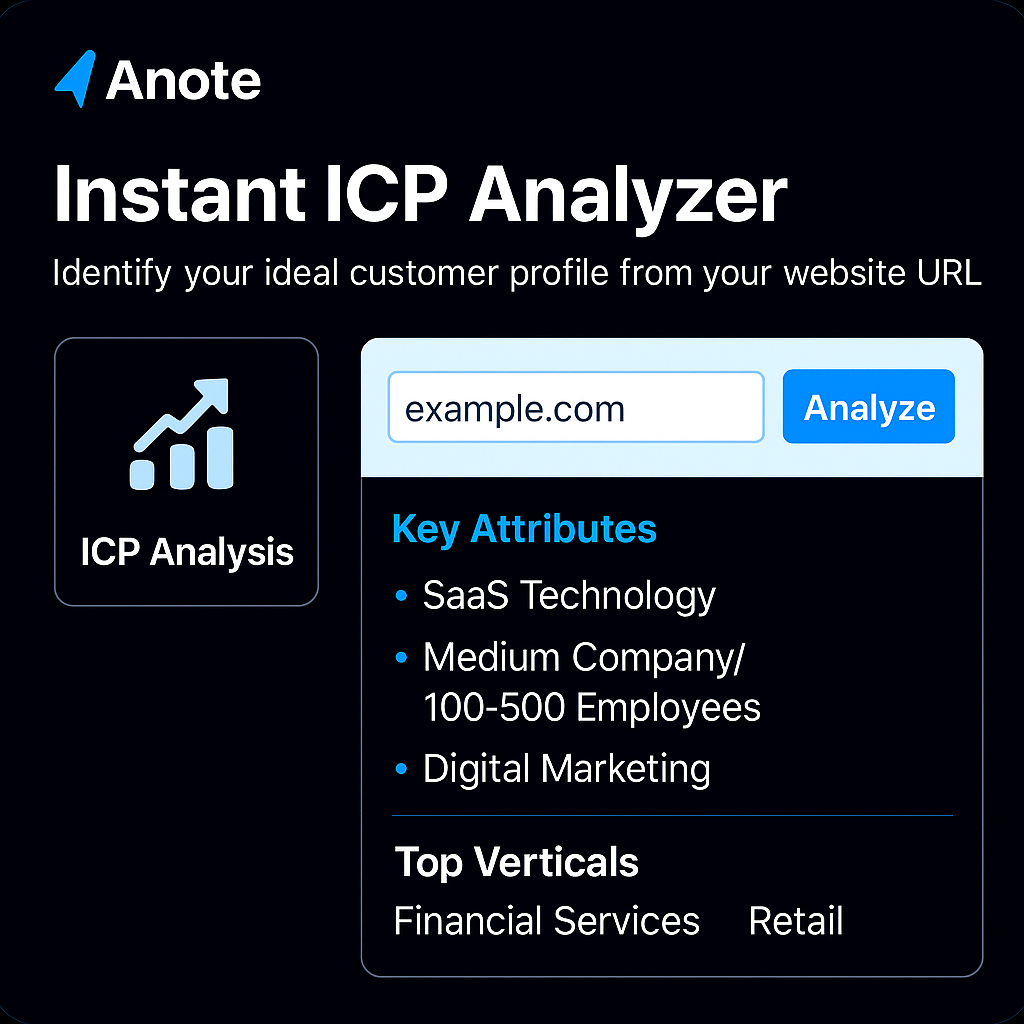 Anote
Instant ICP Analyzer
Identify your ideal customer profile from your website URL
ICP Analysis
example.com
Analyze
Key Attributes
• SaaS Technology
• Medium Company/
100-500 Employees
• Digital Marketing
Top Verticals
Financial Services Retail